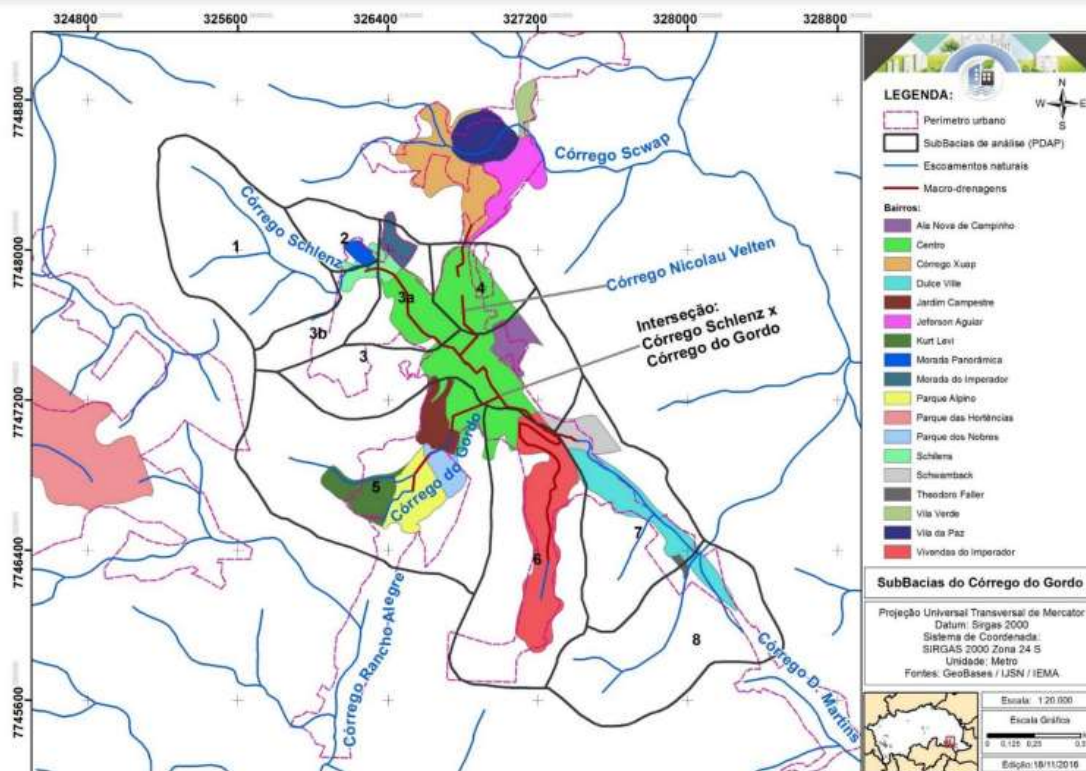 324800
325600
326400
327200
328000
328800
7748800
7748000
7747200
7746400
7745600
Córrego Scwap
Córrego Schlenz
Córrego Nicolau Velten
Interseção:
Córrego Schlenz x
Córrego do Gordo
1
2
3a
3b
3
4
5
6
7
8
Córrego do Gordo
Córrego Rancho Alegre
Córrego D. Martins
LEGENDA:
N
W
E
S
Perímetro urbano
SubBacias de análise (PDAP)
Escoamentos naturais
Macro-drenagens
Bairros:
Ala Nova de Campinho
Centro
Córrego Xuap
Dulce Ville
Jardim Campestre
Jeferson Aguiar
Kurt Levi
Morada Panorâmica
Morada do Imperador
Parque Alpino
Parque das Hortências
Parque dos Nobres
Schilens
Schwamback
Theodoro Faller
Vila Verde
Vila da Paz
Vivendas do Imperador
SubBacias do Córrego do Gordo
Projeção Universal Transversal de Mercator
Datum: Sirgas 2000
Sistema de Coordenada:
SIRGAS 2000 Zona 24 S
Unidade: Metro
Fontes: GeoBases / IJSN / IEMA
Escala: 1:20.000
Escala Gráfica
0 0,125 0,25
Edição:18/11/2016